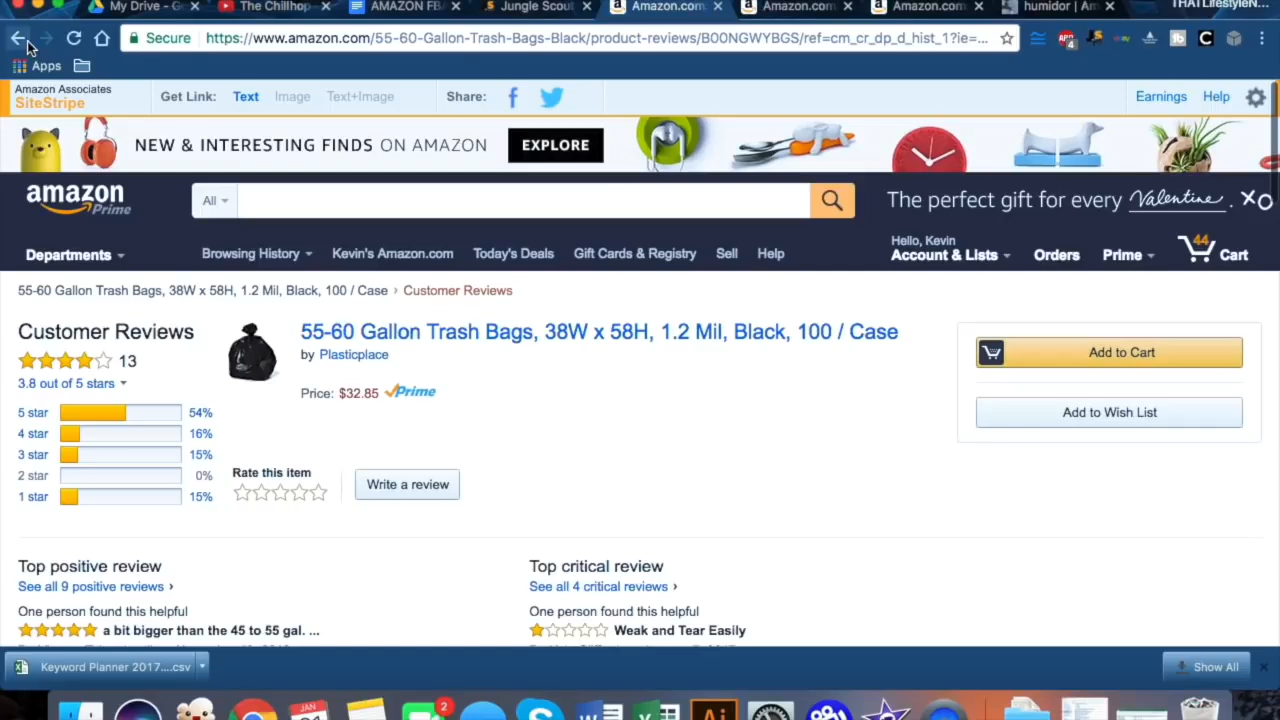 My Drive - G
The Chillhop
AMAZON FBA
Jungle Scout
Amazon.com:
Amazon.com:
Amazon.com:
humidor | Am
THATLifestyleN...
Secure
https://www.amazon.com/55-60-Gallon-Trash-Bags-Black/product-reviews/B00NGWYBGS/ref=cm_cr_dp_d_hist_1?ie=...
4
Apps
Amazon Associates
SiteStripe
Get Link: Text Image Text+Image
Share:
Earnings Help
NEW & INTERESTING FINDS ON AMAZON EXPLORE
amazon Prime
All
The perfect gift for every Valentine. XO
Departments
Browsing History Kevin's Amazon.com Today's Deals Gift Cards & Registry Sell Help
Hello, Kevin
Account & Lists Orders Prime 44 Cart
55-60 Gallon Trash Bags, 38W x 58H, 1.2 Mil, Black, 100 / Case › Customer Reviews
Customer Reviews
13
3.8 out of 5 stars
5 star 54%
4 star 16%
3 star 15%
2 star 0%
1 star 15%
55-60 Gallon Trash Bags, 38W x 58H, 1.2 Mil, Black, 100 / Case
by Plasticplace
Price: $32.85 Prime
Rate this item
Write a review
Add to Cart
Add to Wish List
Top positive review
See all 9 positive reviews ›
One person found this helpful
a bit bigger than the 45 to 55 gal. ...
Top critical review
See all 4 critical reviews ›
One person found this helpful
Weak and Tear Easily
Keyword Planner 2017....csv
Show All
JAN
2
Ai